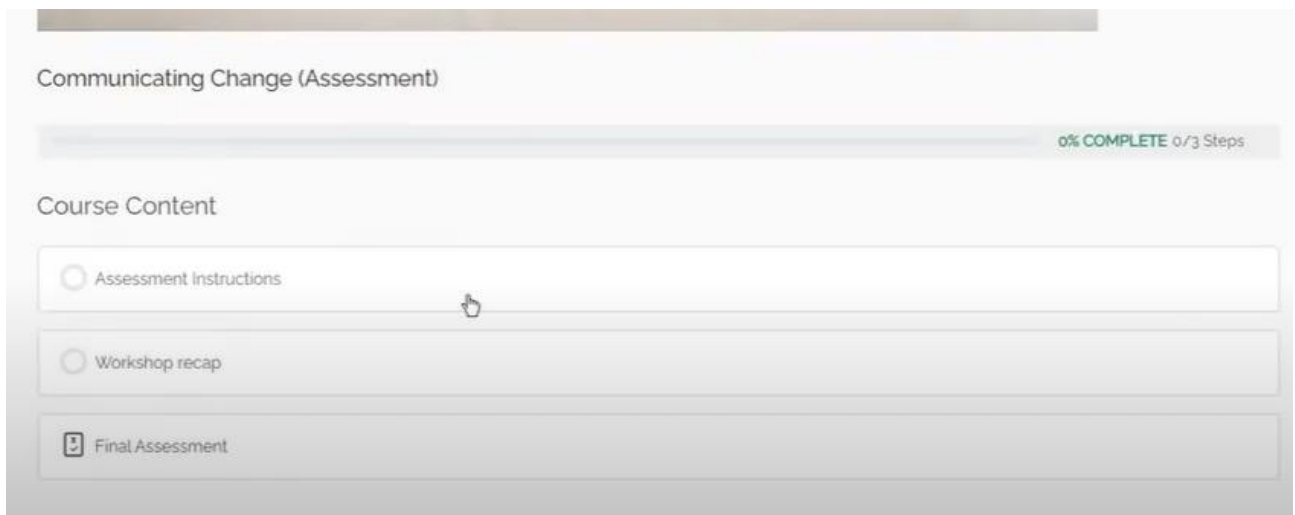 Communicating Change (Assessment)
0% COMPLETE 0/3 Steps
Course Content
Assessment Instructions
Workshop recap
Final Assessment